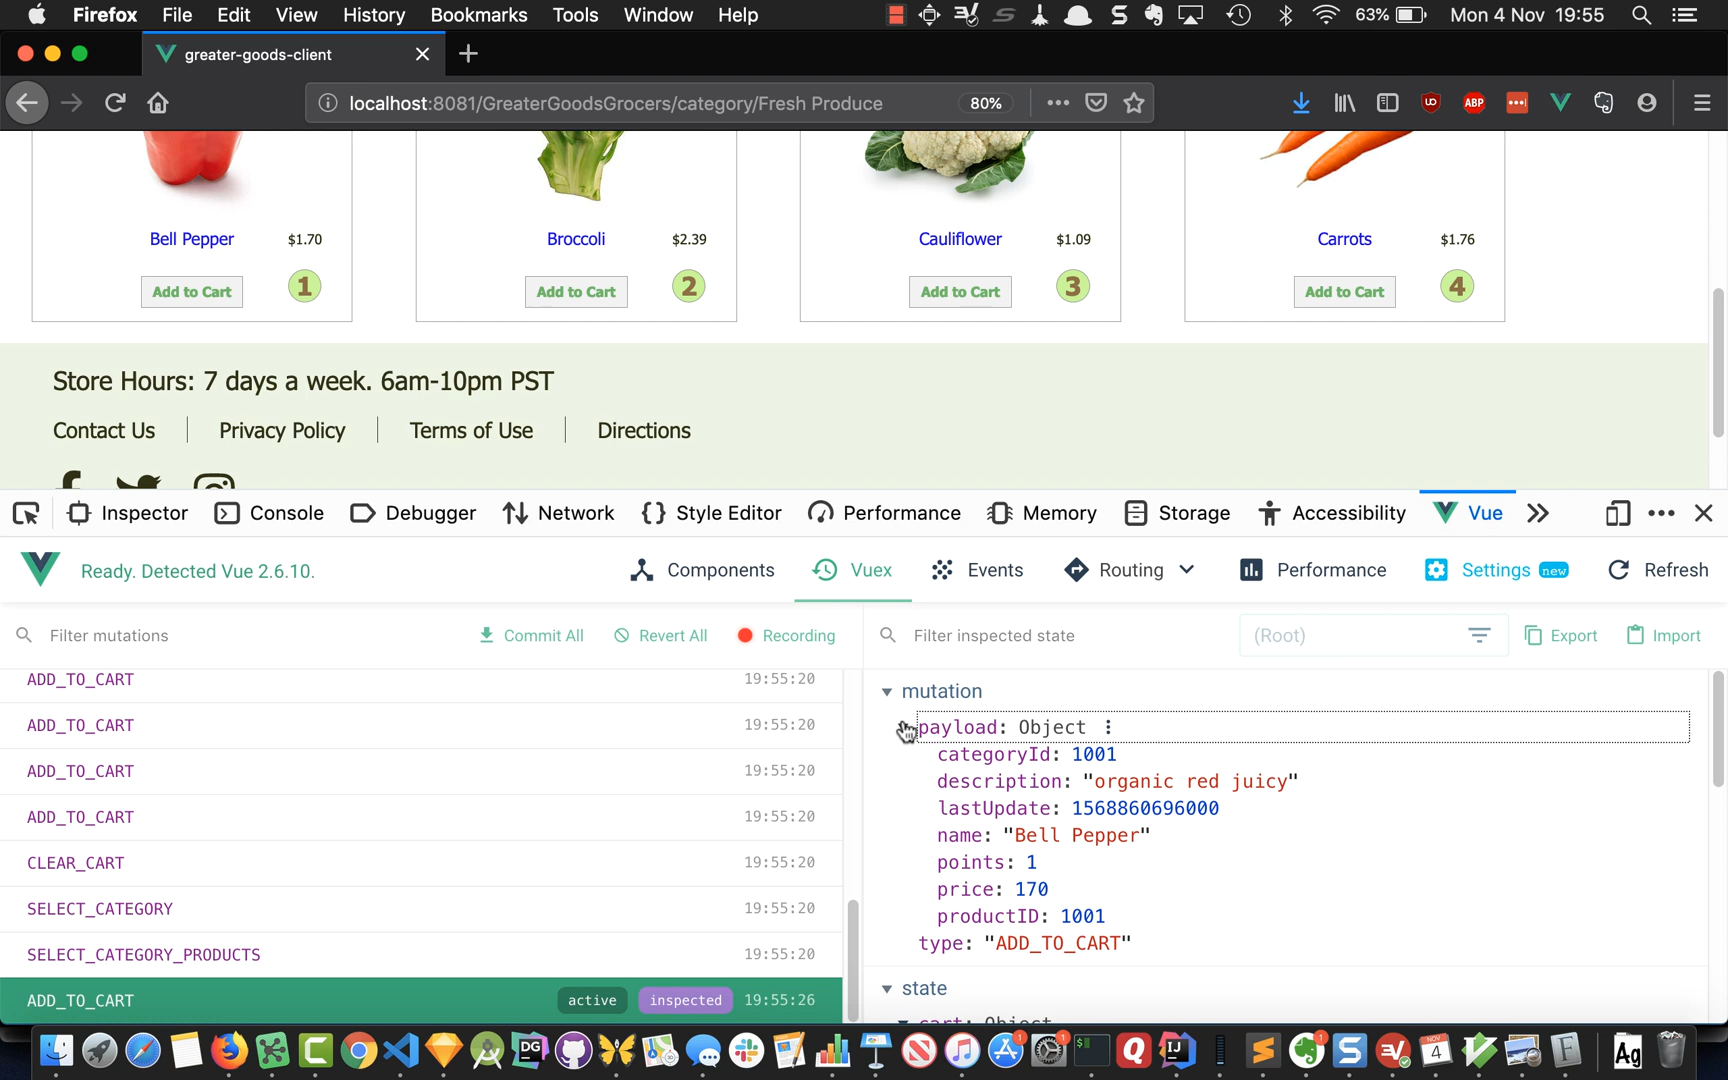 Firefox File Edit View History Bookmarks Tools Window Help 63% Mon 4 Nov 19:55
greater-goods-client
localhost:8081/GreaterGoodsGrocers/category/Fresh Produce 80%
Bell Pepper $1.70
Broccoli $2.39
Cauliflower $1.09
Carrots $1.76
Add to Cart 1
Add to Cart 2
Add to Cart 3
Add to Cart 4
Store Hours: 7 days a week. 6am-10pm PST
Contact Us Privacy Policy Terms of Use Directions
Inspector Console Debugger Network Style Editor Performance Memory Storage Accessibility Vue
Ready. Detected Vue 2.6.10. Components Vuex Events Routing Performance Settings new Refresh
Filter mutations Commit All Revert All Recording
Filter inspected state (Root) Export Import
ADD_TO_CART 19:55:20
ADD_TO_CART 19:55:20
ADD_TO_CART 19:55:20
ADD_TO_CART 19:55:20
CLEAR_CART 19:55:20
SELECT_CATEGORY 19:55:20
SELECT_CATEGORY_PRODUCTS 19:55:20
ADD_TO_CART active inspected 19:55:26
mutation
payload: Object
categoryId: 1001
description: "organic red juicy"
lastUpdate: 1568860696000
name: "Bell Pepper"
points: 1
price: 170
productID: 1001
type: "ADD_TO_CART"
state
cart: Object